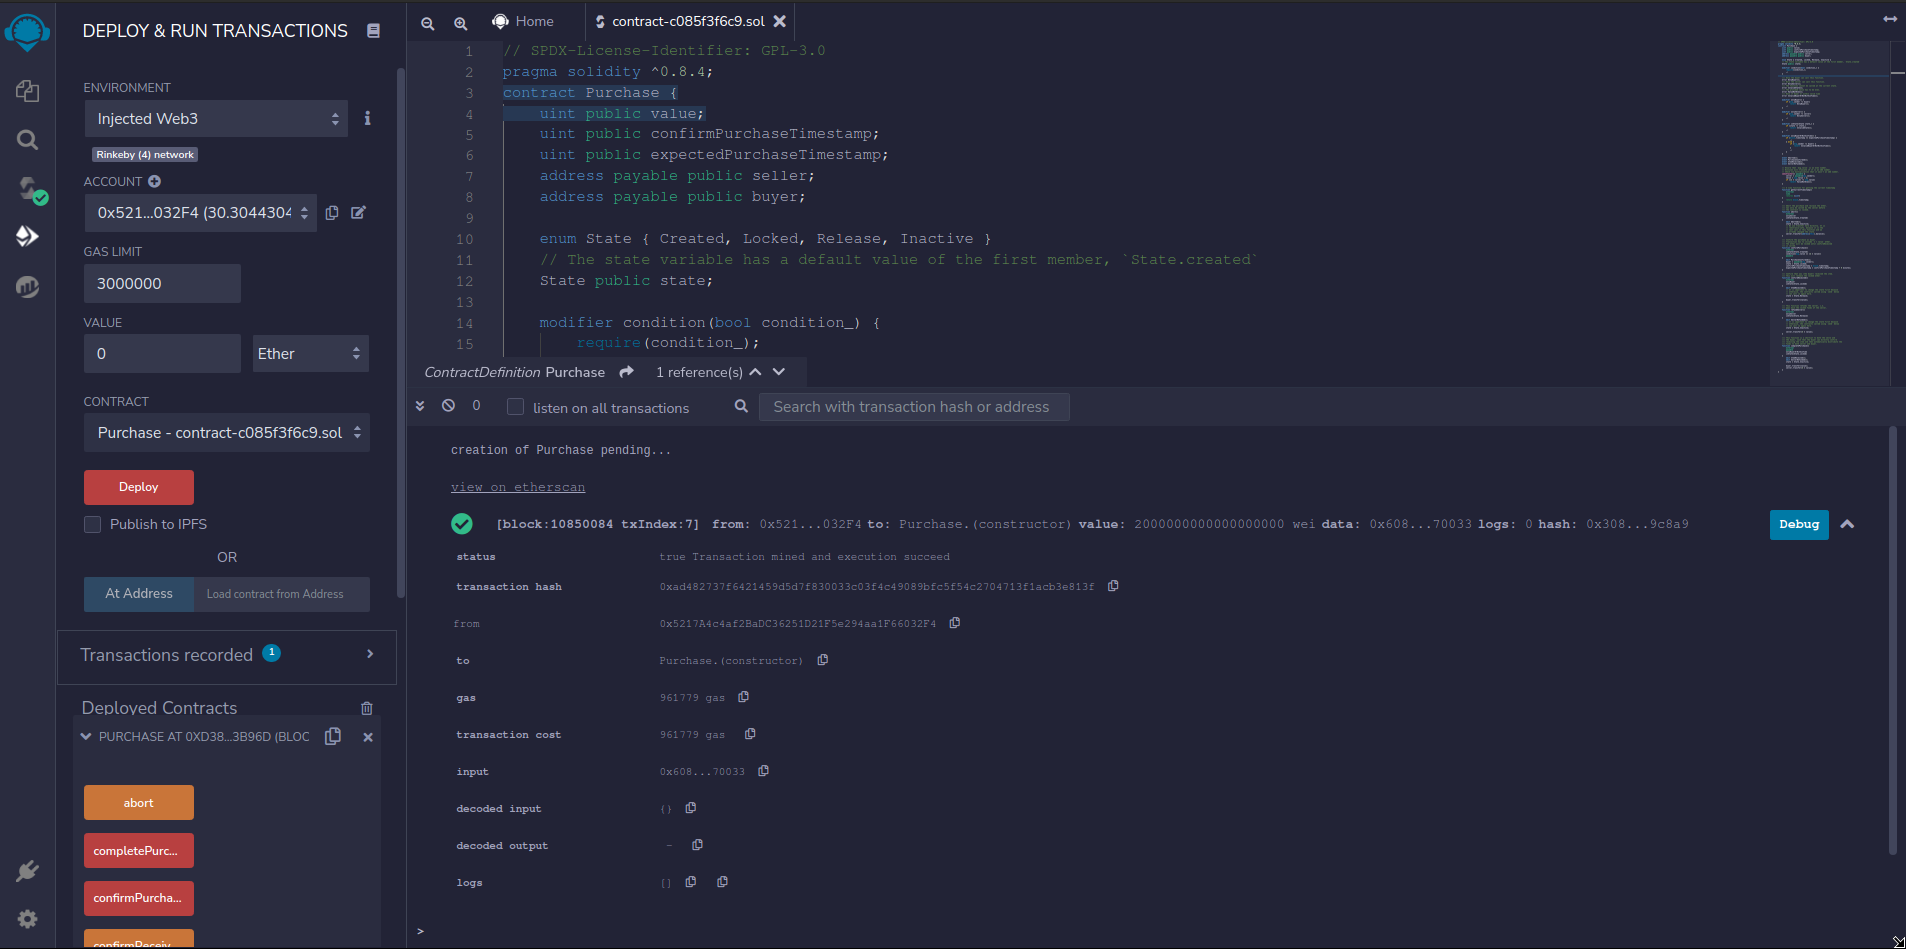 DEPLOY & RUN TRANSACTIONS
ENVIRONMENT
Injected Web3
Rinkeby (4) network
ACCOUNT
0x521...032F4 (30.3044304
GAS LIMIT
3000000
VALUE
0
Ether
CONTRACT
Purchase - contract-c085f3f6c9.sol
Deploy
Publish to IPFS
OR
At Address
Load contract from Address
Transactions recorded 1
Deployed Contracts
PURCHASE AT 0XD38...3B96D (BLOC
abort
completePurc...
confirmPurcha...
confirmReceiv
Home
contract-c085f3f6c9.sol
1 // SPDX-License-Identifier: GPL-3.0
2 pragma solidity ^0.8.4;
3 contract Purchase {
4 uint public value;
5 uint public confirmPurchaseTimestamp;
6 uint public expectedPurchaseTimestamp;
7 address payable public seller;
8 address payable public buyer;
9
10 enum State { Created, Locked, Release, Inactive }
11 // The state variable has a default value of the first member, `State.created`
12 State public state;
13
14 modifier condition(bool condition_) {
15 require(condition_);
ContractDefinition Purchase 1 reference(s)
0 listen on all transactions Search with transaction hash or address
creation of Purchase pending...
view on etherscan
[block:10850084 txIndex:7] from: 0x521...032F4 to: Purchase.(constructor) value: 2000000000000000000 wei data: 0x608...70033 logs: 0 hash: 0x308...9c8a9
Debug
status true Transaction mined and execution succeed
transaction hash 0xad482737f6421459d5d7f830033c03f4c49089bfc5f54c2704713f1acb3e813f
from 0x5217A4c4af2BaDC36251D21F5e294aa1F66032F4
to Purchase.(constructor)
gas 961779 gas
transaction cost 961779 gas
input 0x608...70033
decoded input {}
decoded output -
logs []
>